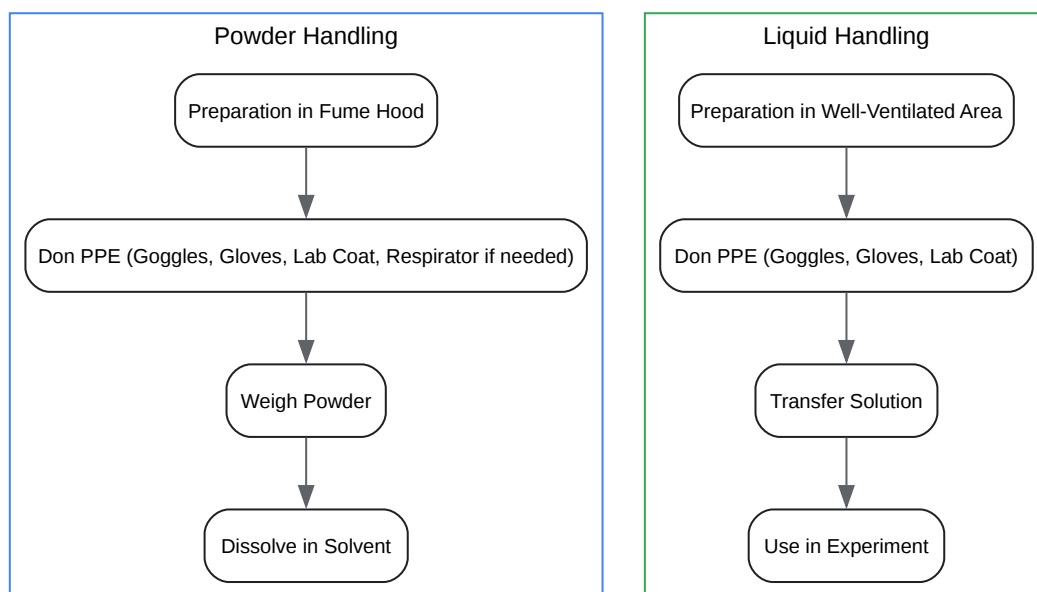 Powder Handling
Preparation in Fume Hood
Don PPE (Goggles, Gloves, Lab Coat, Respirator if needed)
Weigh Powder
Dissolve in Solvent
Liquid Handling
Preparation in Well-Ventilated Area
Don PPE (Goggles, Gloves, Lab Coat)
Transfer Solution
Use in Experiment